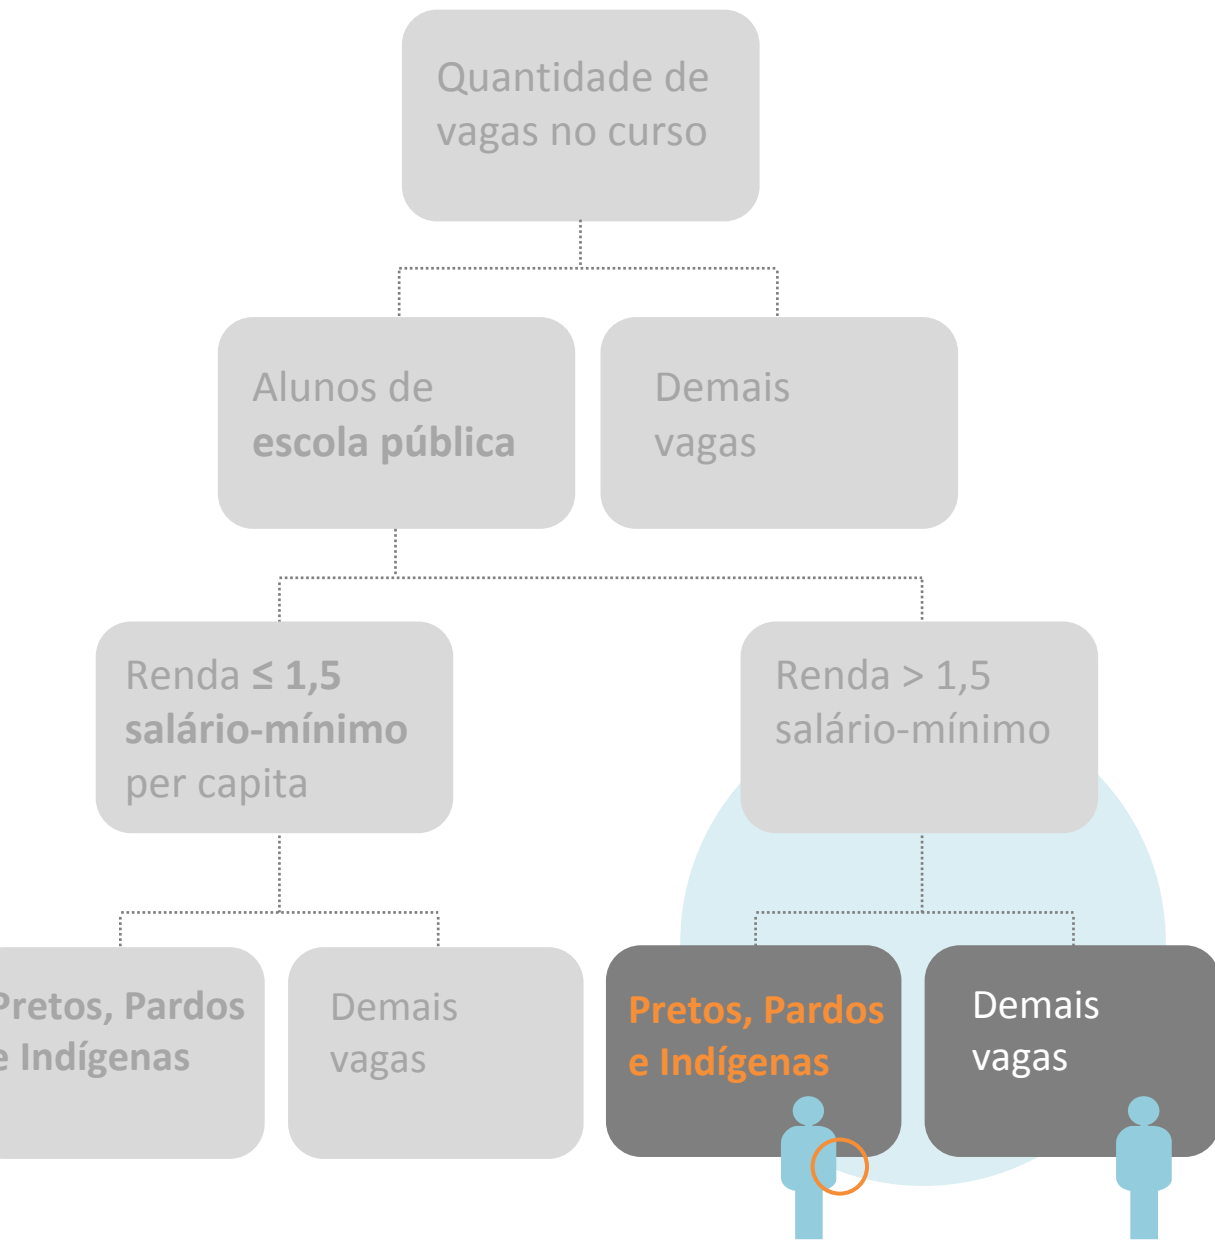 Quantidade de
vagas no curso
Alunos de
escola pública
Demais
vagas
Renda ≤ 1,5
salário-mínimo
per capita
Renda > 1,5
salário-mínimo
Pretos, Pardos
e Indígenas
Demais
vagas
Pretos, Pardos
e Indígenas
Demais
vagas